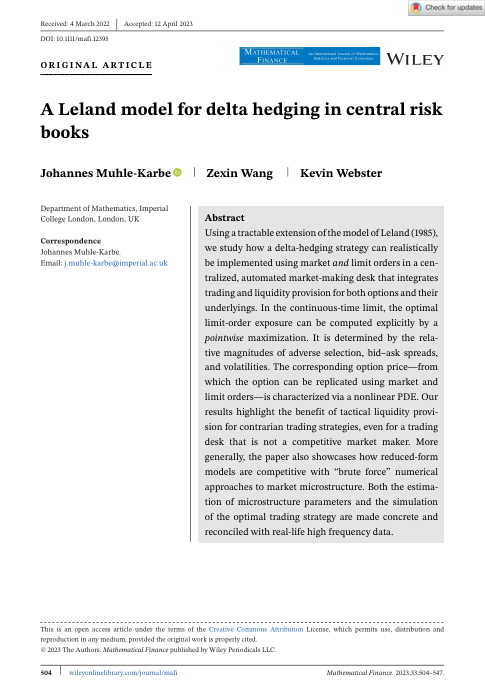 Check for updates
Received: 4 March 2022 Accepted: 12 April 2023
DOI: 10.1111/mafi.12395
ORIGINAL ARTICLE
MATHEMATICAL
FINANCE
An International Journal of Mathematics,
Statistics and Financial Economics
WILEY
A Leland model for delta hedging in central risk
books
Johannes Muhle-Karbe Zexin Wang Kevin Webster
Department of Mathematics, Imperial
College London, London, UK
Correspondence
Johannes Muhle-Karbe.
Email: j.muhle-karbe@imperial.ac.uk
Abstract
Using a tractable extension of the model of Leland (1985),
we study how a delta-hedging strategy can realistically
be implemented using market and limit orders in a cen-
tralized, automated market-making desk that integrates
trading and liquidity provision for both options and their
underlyings. In the continuous-time limit, the optimal
limit-order exposure can be computed explicitly by a
pointwise maximization. It is determined by the rela-
tive magnitudes of adverse selection, bid–ask spreads,
and volatilities. The corresponding option price—from
which the option can be replicated using market and
limit orders—is characterized via a nonlinear PDE. Our
results highlight the benefit of tactical liquidity provi-
sion for contrarian trading strategies, even for a trading
desk that is not a competitive market maker. More
generally, the paper also showcases how reduced-form
models are competitive with “brute force” numerical
approaches to market microstructure. Both the estima-
tion of microstructure parameters and the simulation
of the optimal trading strategy are made concrete and
reconciled with real-life high frequency data.
This is an open access article under the terms of the Creative Commons Attribution License, which permits use, distribution and
reproduction in any medium, provided the original work is properly cited.
© 2023 The Authors. Mathematical Finance published by Wiley Periodicals LLC.
504 wileyonlinelibrary.com/journal/mafi Mathematical Finance. 2023;33:504–547.